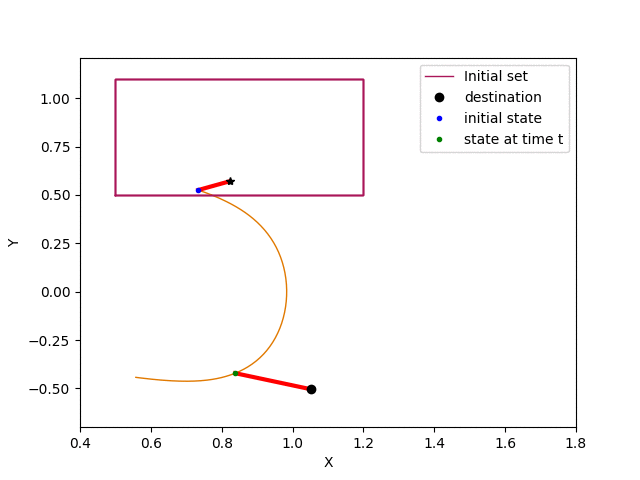 Initial set
destination
initial state
state at time t
1.00
0.75
0.50
0.25
0.00
−0.25
−0.50
Y
0.4 0.6 0.8 1.0 1.2 1.4 1.6 1.8
X